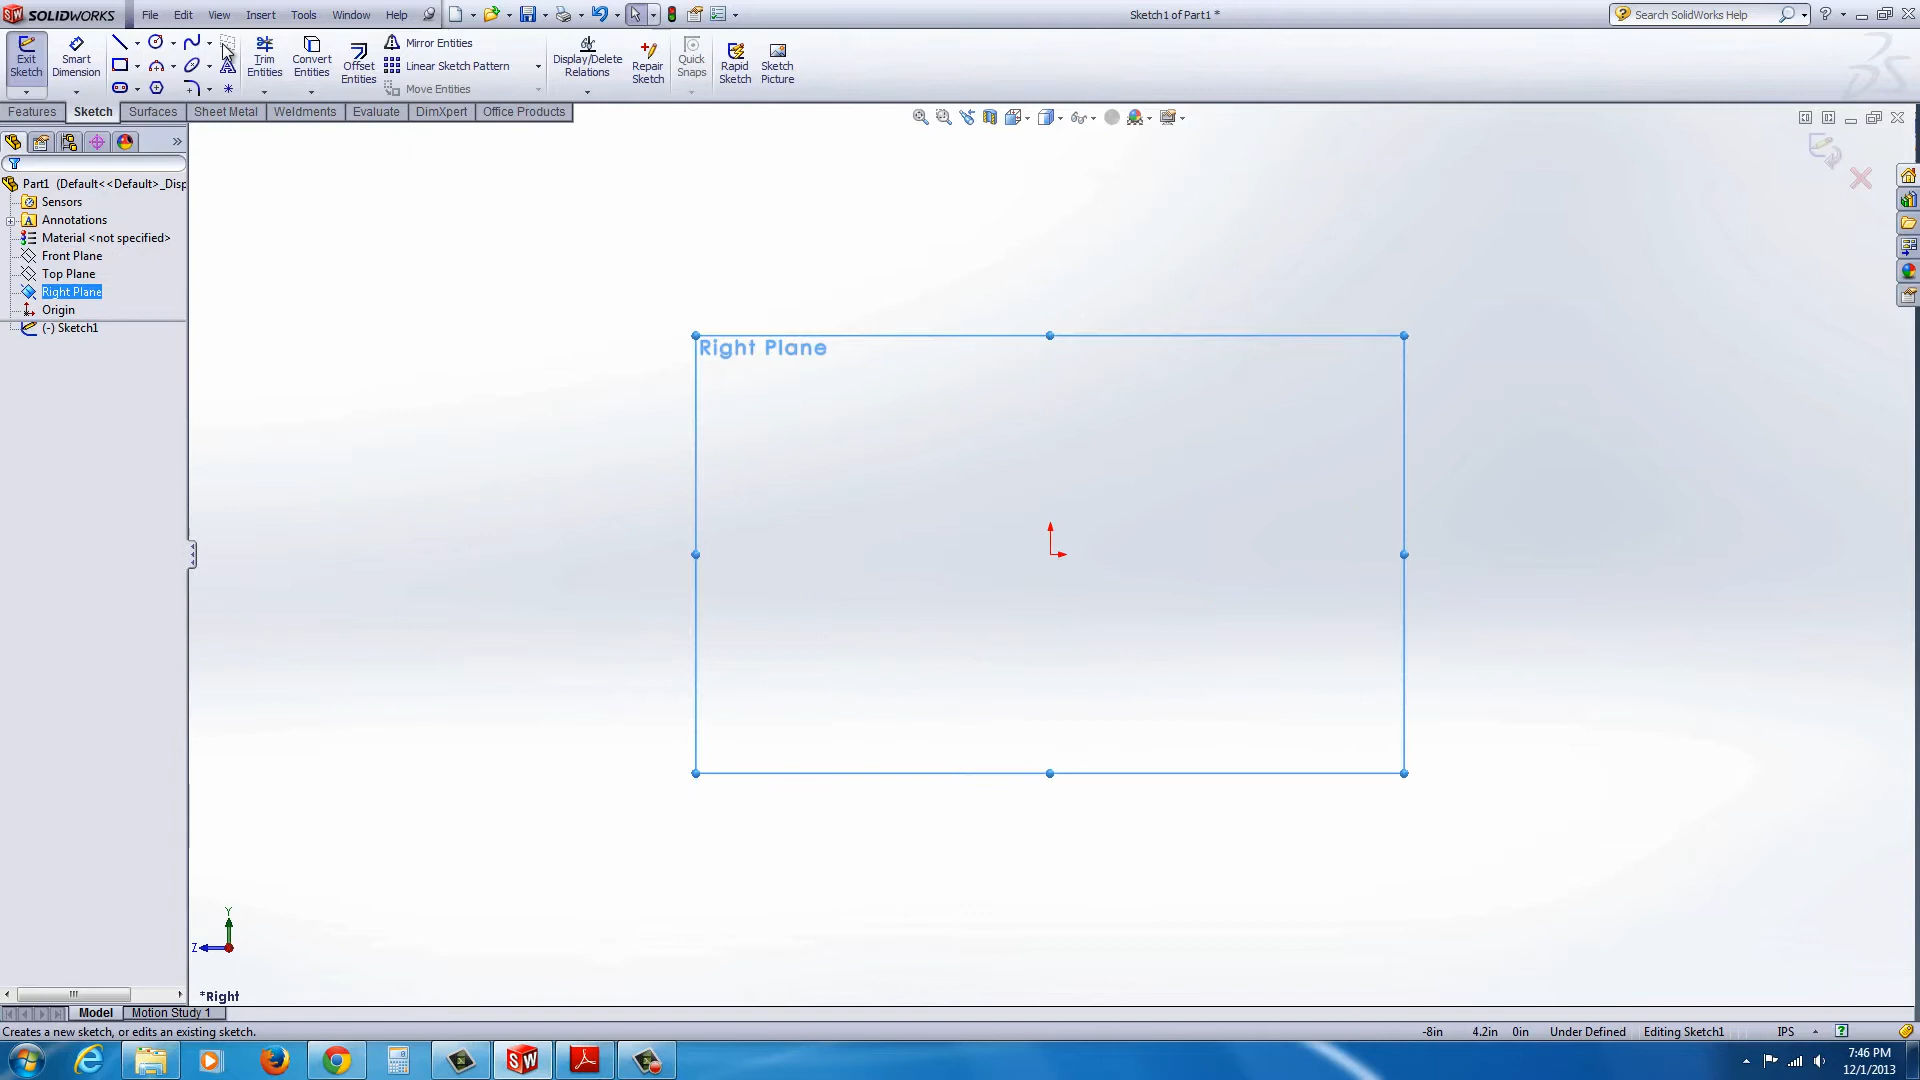 SOLIDWORKS File Edit View Insert Tools Window Help Sketch1 of Part1 * Search SolidWorks Help
Exit Sketch
Smart Dimension
Trim Entities
Convert Entities
Offset Entities
Mirror Entities
Linear Sketch Pattern
Move Entities
Display/Delete Relations
Repair Sketch
Quick Snaps
Rapid Sketch
Sketch Picture
Features Sketch Surfaces Sheet Metal Weldments Evaluate DimXpert Office Products
Part1 (Default<<Default>_Disp
Sensors
Annotations
Material <not specified>
Front Plane
Top Plane
Right Plane
Origin
(-) Sketch1
Right Plane
Y
Z
*Right
Model Motion Study 1
Creates a new sketch, or edits an existing sketch. -8in 4.2in 0in Under Defined Editing Sketch1 IPS
7:46 PM
12/1/2013